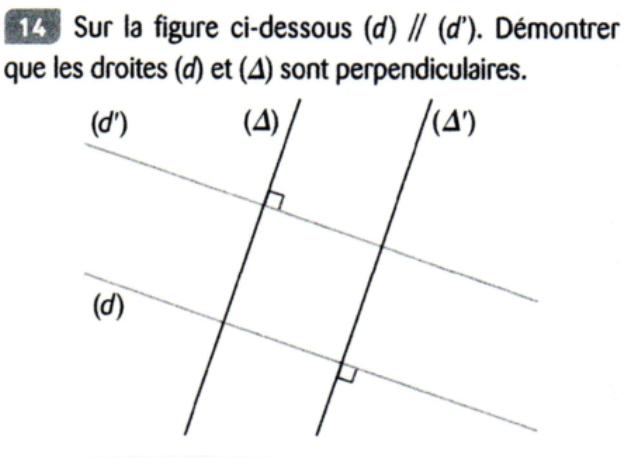 14 Sur la figure ci-dessous (d) // (d'). Démontrer
que les droites (d) et (Δ) sont perpendiculaires.
(d') (Δ) (Δ')
(d)